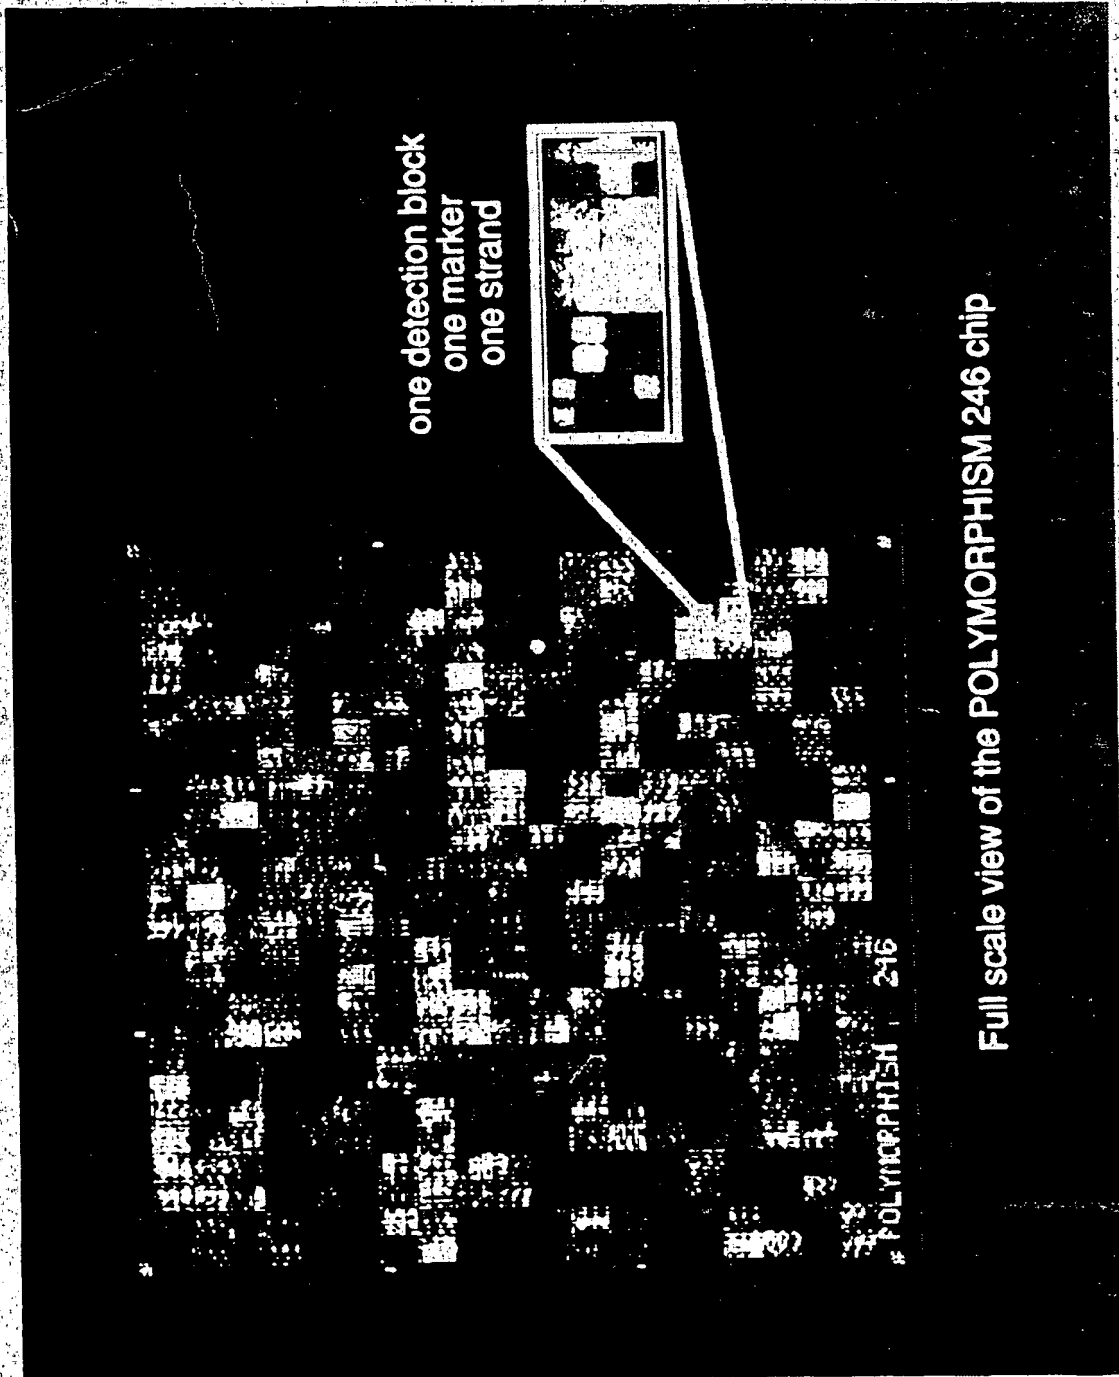 one detection block
one marker
one strand
# POLYMORPHISM : 246
Full scale view of the POLYMORPHISM 246 chip